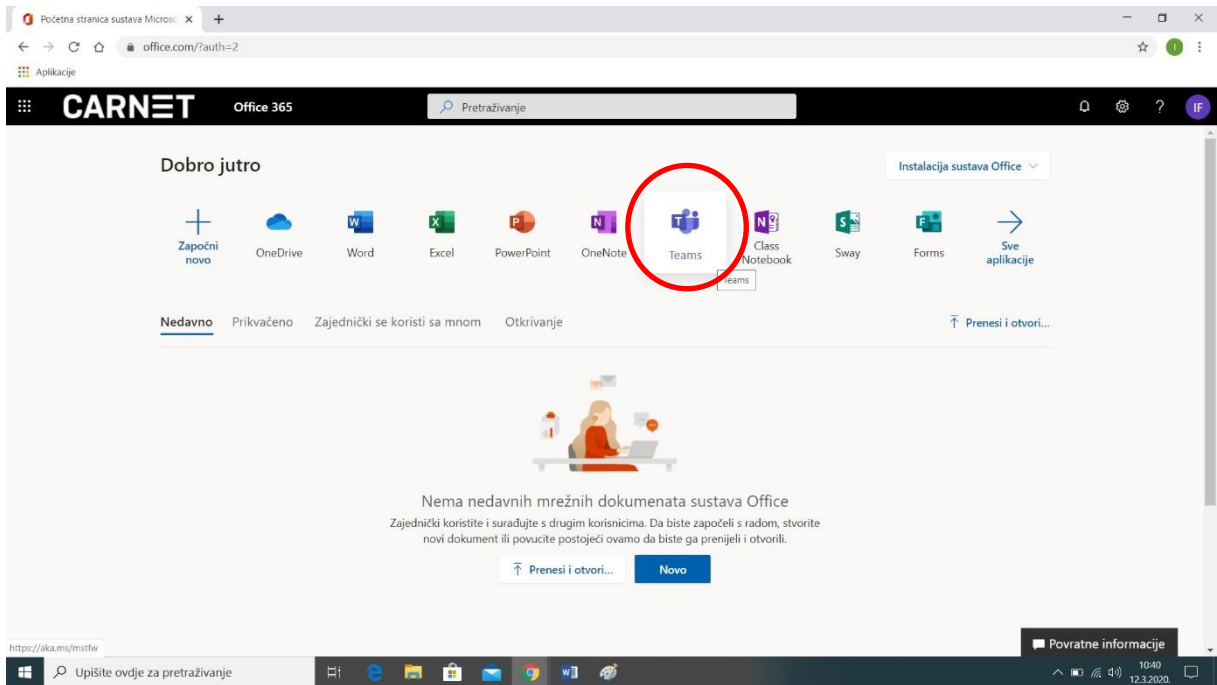 Početna stranica sustava Microso
office.com/?auth=2
Aplikacije
CARNET Office 365 Pretraživanje ? IF
Dobro jutro
Instalacija sustava Office
Započni novo
OneDrive
Word
Excel
PowerPoint
OneNote
Teams
Class Notebook
Sway
Forms
Sve aplikacije
Teams
Nedavno Prikvačeno Zajednički se koristi sa mnom Otkrivanje Prenesi i otvori...
Nema nedavnih mrežnih dokumenata sustava Office
Zajednički koristite i surađujte s drugim korisnicima. Da biste započeli s radom, stvorite
novi dokument ili povucite postojeći ovamo da biste ga prenijeli i otvorili.
Prenesi i otvori... Novo
https://aka.ms/mstfw
Povratne informacije
Upišite ovdje za pretraživanje
10:40
12.3.2020.